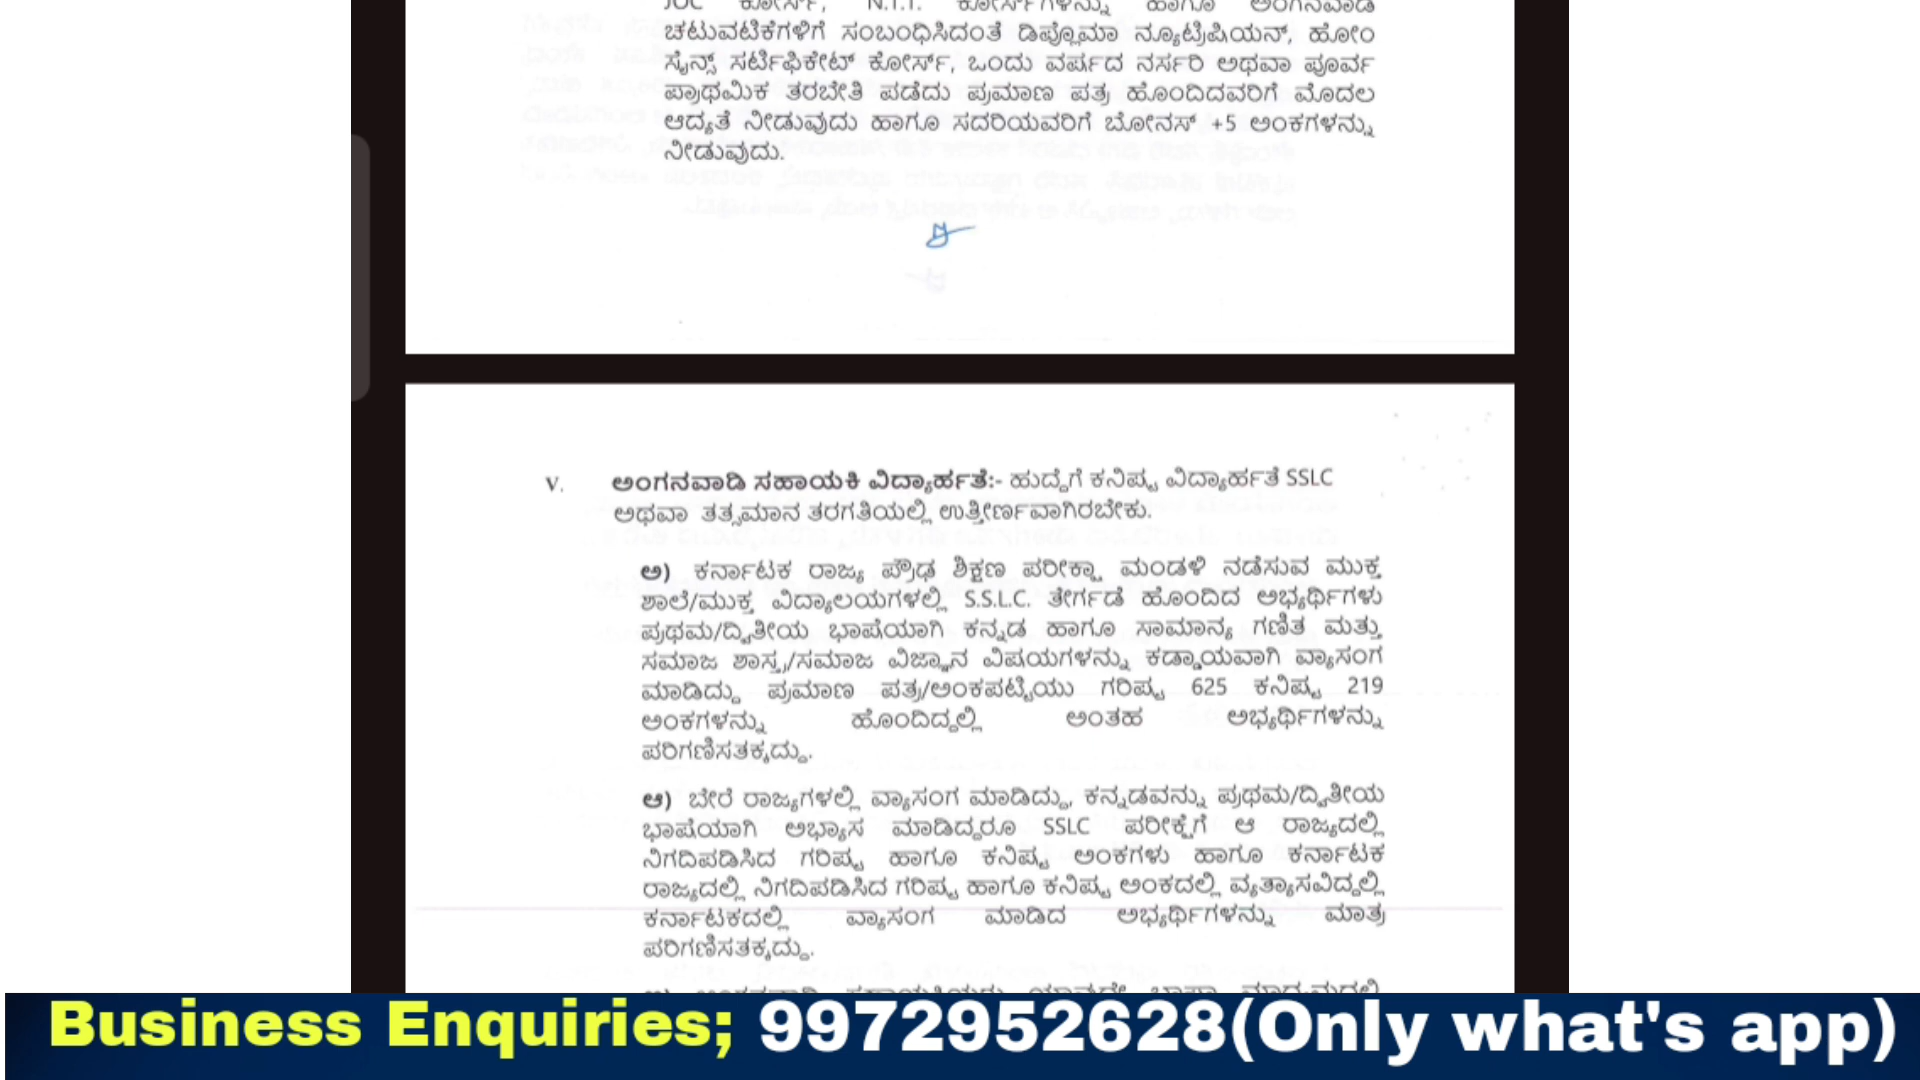 JOC ಕೋರ್ಸ್, N.T.T. ಕೋರ್ಸ್‌ಗಳನ್ನು ಹಾಗೂ ಅಂಗನವಾಡಿ
ಚಟುವಟಿಕೆಗಳಿಗೆ ಸಂಬಂಧಿಸಿದಂತೆ ಡಿಪ್ಲೊಮಾ ನ್ಯೂಟ್ರಿಷಿಯನ್, ಹೋಂ
ಸೈನ್ಸ್ ಸರ್ಟಿಫಿಕೇಟ್ ಕೋರ್ಸ್, ಒಂದು ವರ್ಷದ ನರ್ಸರಿ ಅಥವಾ ಪೂರ್ವ
ಪ್ರಾಥಮಿಕ ತರಬೇತಿ ಪಡೆದು ಪ್ರಮಾಣ ಪತ್ರ ಹೊಂದಿದವರಿಗೆ ಮೊದಲ
ಆದ್ಯತೆ ನೀಡುವುದು ಹಾಗೂ ಸದರಿಯವರಿಗೆ ಬೋನಸ್ +5 ಅಂಕಗಳನ್ನು
ನೀಡುವುದು.
v. ಅಂಗನವಾಡಿ ಸಹಾಯಕಿ ವಿದ್ಯಾರ್ಹತೆ:- ಹುದ್ದೆಗೆ ಕನಿಷ್ಠ ವಿದ್ಯಾರ್ಹತೆ SSLC
ಅಥವಾ ತತ್ಸಮಾನ ತರಗತಿಯಲ್ಲಿ ಉತ್ತೀರ್ಣವಾಗಿರಬೇಕು.
ಅ) ಕರ್ನಾಟಕ ರಾಜ್ಯ ಪ್ರೌಢ ಶಿಕ್ಷಣ ಪರೀಕ್ಷಾ ಮಂಡಳಿ ನಡೆಸುವ ಮುಕ್ತ
ಶಾಲೆ/ಮುಕ್ತ ವಿದ್ಯಾಲಯಗಳಲ್ಲಿ S.S.L.C. ತೇರ್ಗಡೆ ಹೊಂದಿದ ಅಭ್ಯರ್ಥಿಗಳು
ಪ್ರಥಮ/ದ್ವಿತೀಯ ಭಾಷೆಯಾಗಿ ಕನ್ನಡ ಹಾಗೂ ಸಾಮಾನ್ಯ ಗಣಿತ ಮತ್ತು
ಸಮಾಜ ಶಾಸ್ತ್ರ/ಸಮಾಜ ವಿಜ್ಞಾನ ವಿಷಯಗಳನ್ನು ಕಡ್ಡಾಯವಾಗಿ ವ್ಯಾಸಂಗ
ಮಾಡಿದ್ದು ಪ್ರಮಾಣ ಪತ್ರ/ಅಂಕಪಟ್ಟಿಯು ಗರಿಷ್ಠ 625 ಕನಿಷ್ಠ 219
ಅಂಕಗಳನ್ನು ಹೊಂದಿದ್ದಲ್ಲಿ ಅಂತಹ ಅಭ್ಯರ್ಥಿಗಳನ್ನು
ಪರಿಗಣಿಸತಕ್ಕದ್ದು.
ಆ) ಬೇರೆ ರಾಜ್ಯಗಳಲ್ಲಿ ವ್ಯಾಸಂಗ ಮಾಡಿದ್ದು, ಕನ್ನಡವನ್ನು ಪ್ರಥಮ/ದ್ವಿತೀಯ
ಭಾಷೆಯಾಗಿ ಅಭ್ಯಾಸ ಮಾಡಿದ್ದರೂ SSLC ಪರೀಕ್ಷೆಗೆ ಆ ರಾಜ್ಯದಲ್ಲಿ
ನಿಗದಿಪಡಿಸಿದ ಗರಿಷ್ಠ ಹಾಗೂ ಕನಿಷ್ಠ ಅಂಕಗಳು ಹಾಗೂ ಕರ್ನಾಟಕ
ರಾಜ್ಯದಲ್ಲಿ ನಿಗದಿಪಡಿಸಿದ ಗರಿಷ್ಠ ಹಾಗೂ ಕನಿಷ್ಠ ಅಂಕದಲ್ಲಿ ವ್ಯತ್ಯಾಸವಿದ್ದಲ್ಲಿ
ಕರ್ನಾಟಕದಲ್ಲಿ ವ್ಯಾಸಂಗ ಮಾಡಿದ ಅಭ್ಯರ್ಥಿಗಳನ್ನು ಮಾತ್ರ
ಪರಿಗಣಿಸತಕ್ಕದ್ದು.
Business Enquiries; 9972952628(Only what's app)